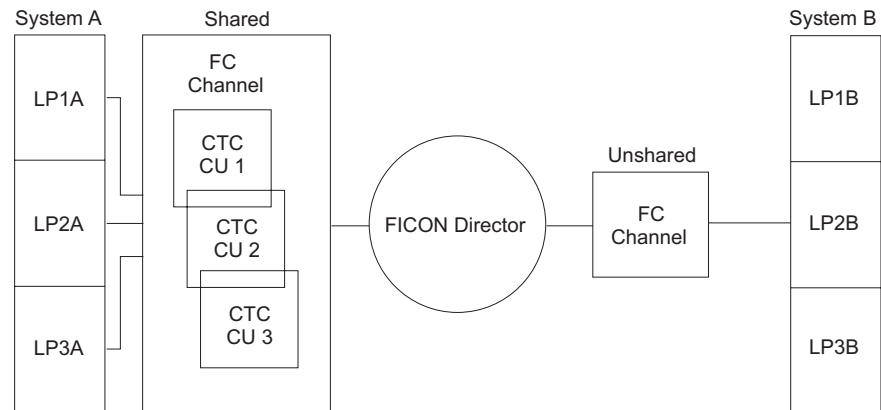 System A
Shared
System B
LP1A
LP2A
LP3A
FC
Channel
CTC
CU 1
CTC
CU 2
CTC
CU 3
FICON Director
Unshared
FC
Channel
LP1B
LP2B
LP3B